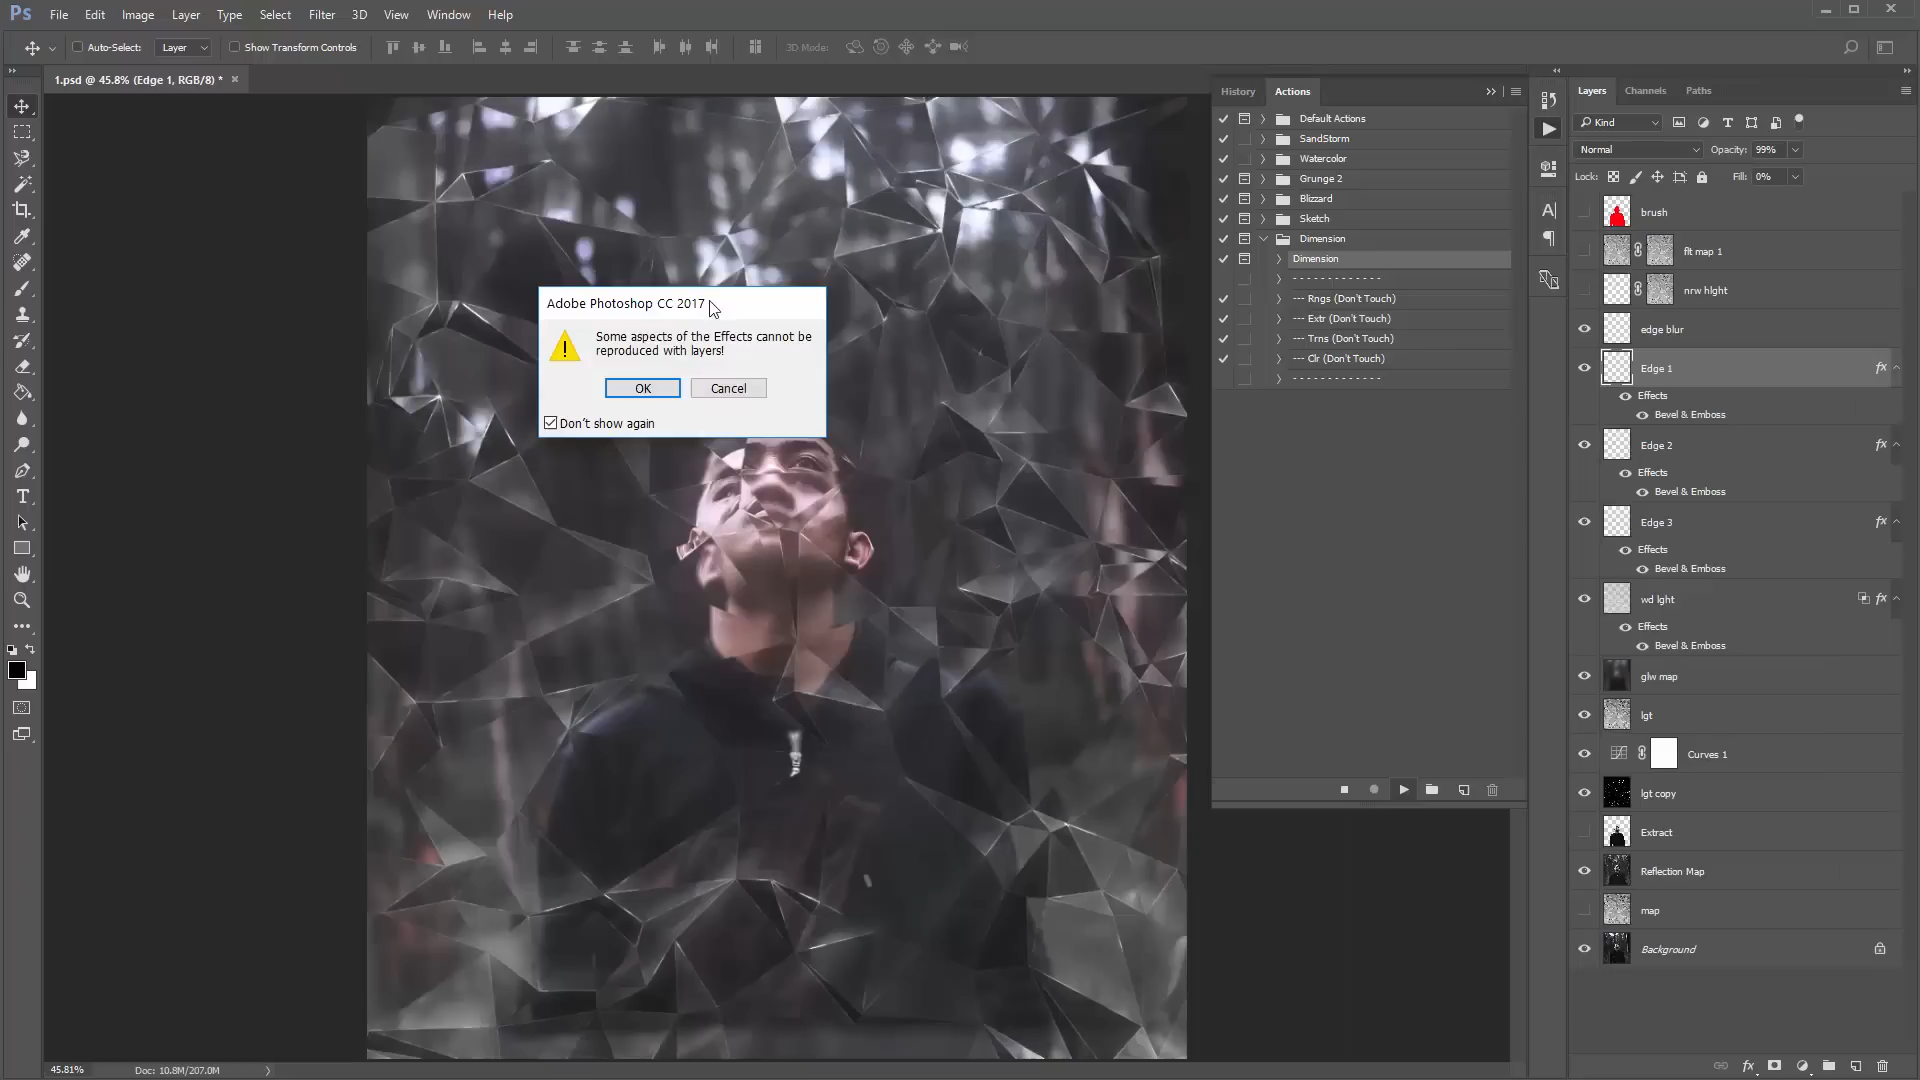 Ps File Edit Image Layer Type Select Filter 3D View Window Help
Auto-Select: Layer Show Transform Controls 3D Mode:
1.psd @ 45.8% (Edge 1, RGB/8) *
History Actions
Default Actions
SandStorm
Watercolor
Grunge 2
Blizzard
Sketch
Dimension
Dimension
- - - - - - - - - - - - -
--- Rngs (Don't Touch)
--- Extr (Don't Touch)
--- Trns (Don't Touch)
--- Clr (Don't Touch)
- - - - - - - - - - - - -
Adobe Photoshop CC 2017
Some aspects of the Effects cannot be
reproduced with layers!
OK Cancel
Don't show again
Layers Channels Paths
Kind
Normal Opacity: 99%
Lock: Fill: 0%
brush
flt map 1
nrw hlght
edge blur
Edge 1 fx
Effects
Bevel & Emboss
Edge 2 fx
Effects
Bevel & Emboss
Edge 3 fx
Effects
Bevel & Emboss
wd lght fx
Effects
Bevel & Emboss
glw map
lgt
Curves 1
lgt copy
Extract
Reflection Map
map
Background
fx
45.81% Doc: 10.8M/207.0M